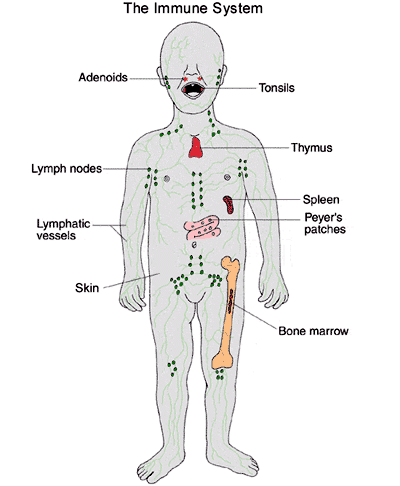 The Immune System
Adenoids
Tonsils
Thymus
Lymph nodes
Spleen
Peyer's
patches
Lymphatic
vessels
Skin
Bone marrow